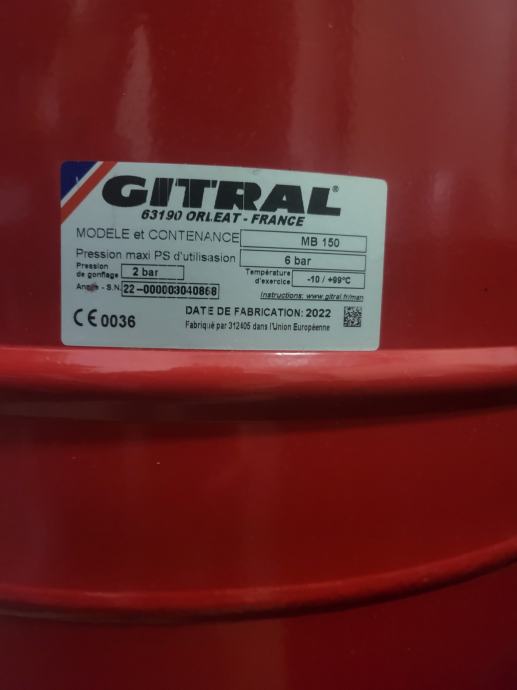 GITRAL®
63190 ORLEAT - FRANCE
MODELE et CONTENANCE MB 150
Pression maxi PS d'utilisasion 6 bar
Pression de gonflage 2 bar Température d'exercice -10 / +99°C
Année - S.N. 22-000003040868 Instructions: www.gitral.fr/man
CE 0036 DATE DE FABRICATION: 2022
Fabriqué par 312405 dans l'Union Européenne